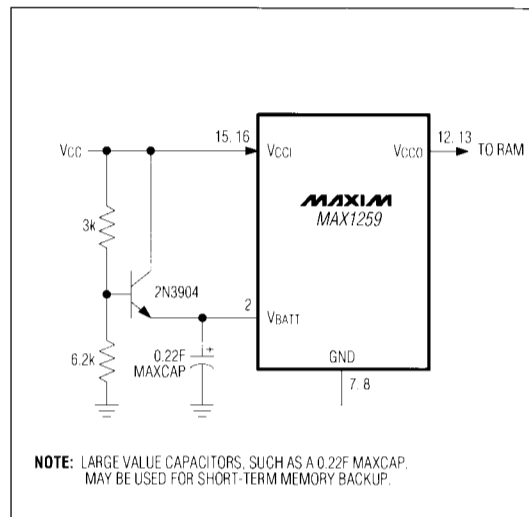 15, 16
12, 13
VCC
VCCI
VCCO
TO RAM
MAXIM
MAX1259
3k
2N3904
2
VBATT
6.2k
0.22F
MAXCAP
+
GND
7, 8
NOTE: LARGE VALUE CAPACITORS, SUCH AS A 0.22F MAXCAP,
MAY BE USED FOR SHORT-TERM MEMORY BACKUP.